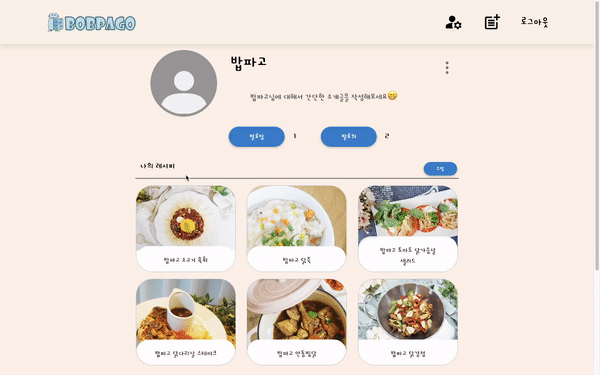 BOBPAGO
로그아웃
밥파고
밥파고님에 대해서 간단한 소개글을 작성해보세요
팔로잉 1 팔로워 2
나의 레시피
밥파고 소고기 육회
밥파고 닭죽
밥파고 토마토 닭가슴살
샐러드
밥파고 닭다리살 스테이크
밥파고 안동찜닭
밥파고 닭강정